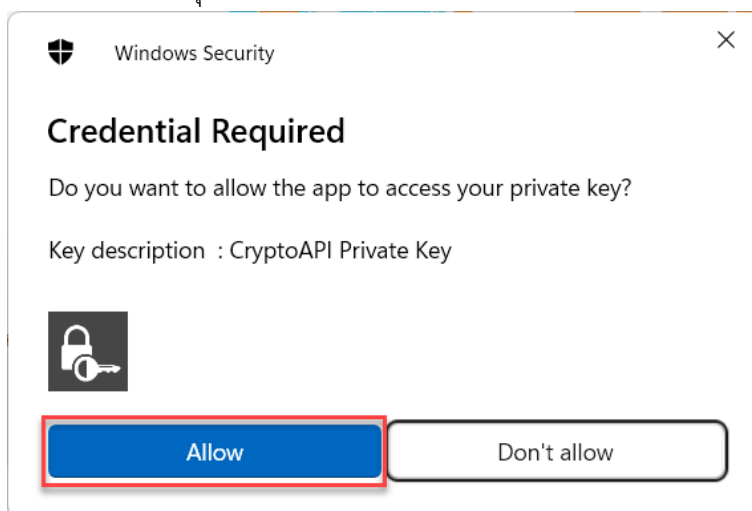 Windows Security
Credential Required
Do you want to allow the app to access your private key?
Key description : CryptoAPI Private Key
Allow
Don't allow